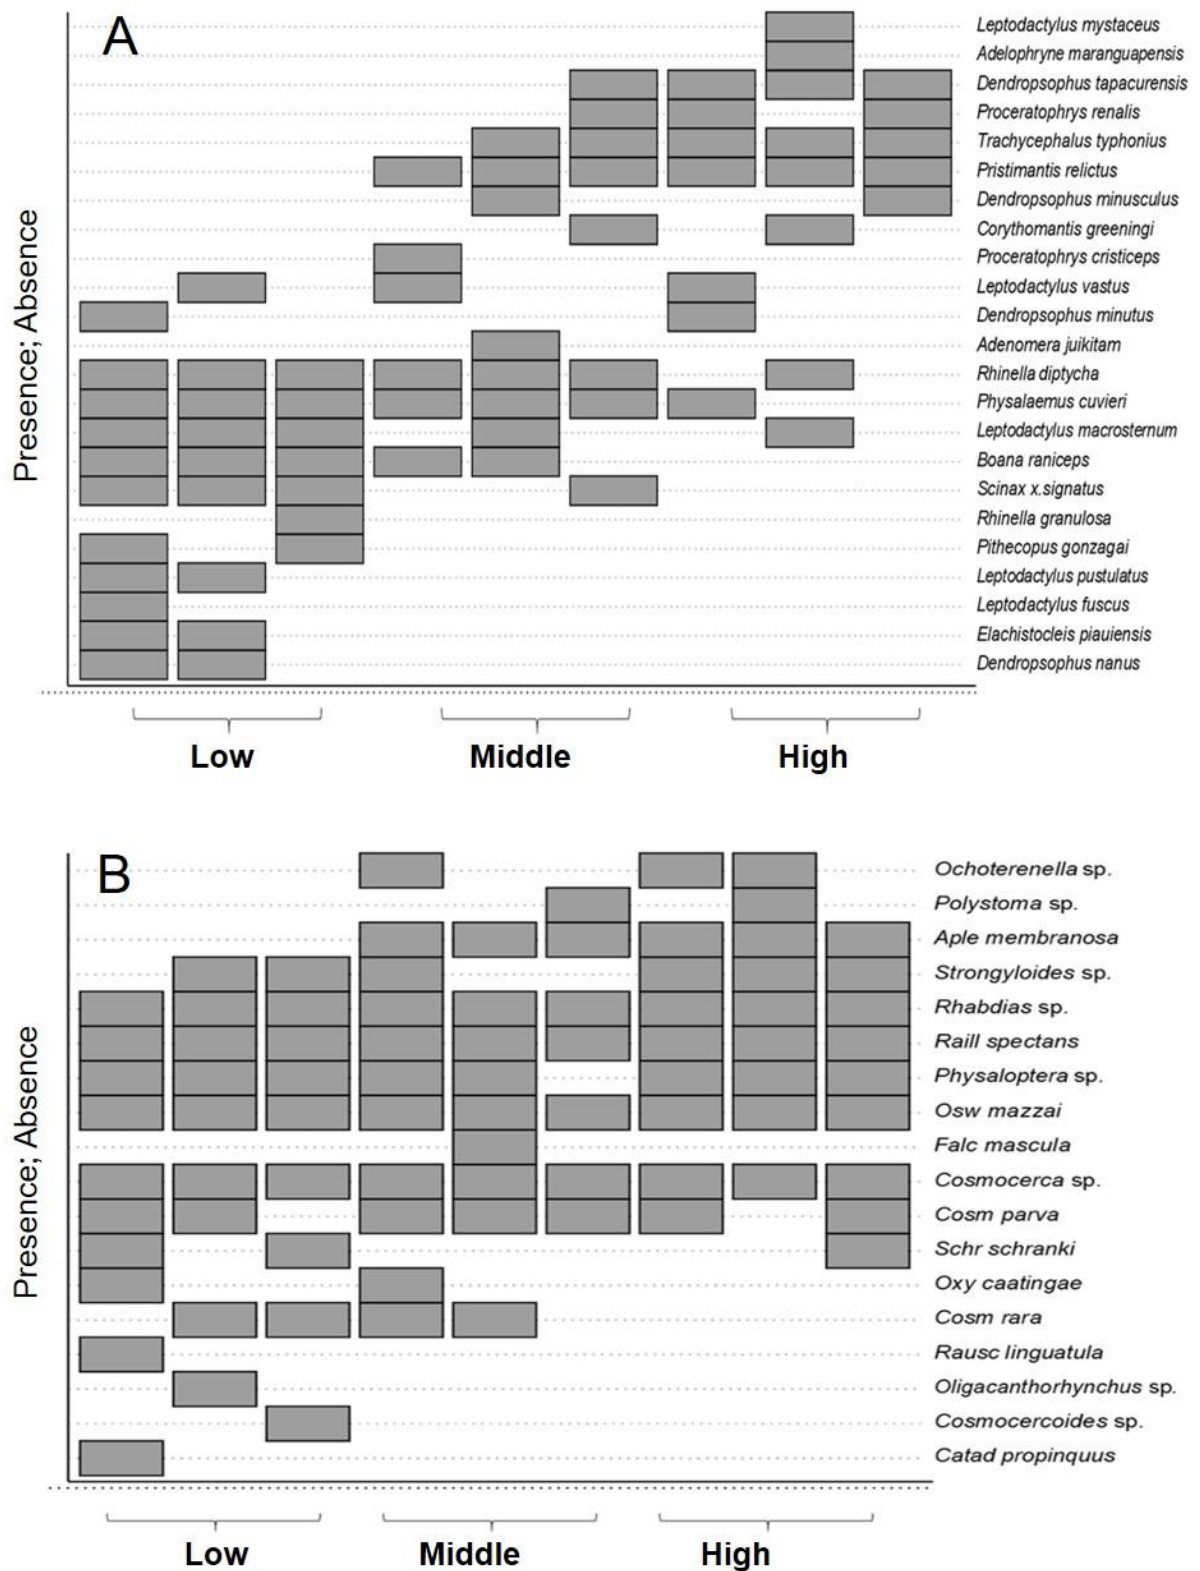 A
Presence; Absence
Leptodactylus mystaceus
Adelophryne maranguapensis
Dendropsophus tapacurensis
Proceratophrys renalis
Trachycephalus typhonius
Pristimantis relictus
Dendropsophus minusculus
Corythomantis greeningi
Proceratophrys cristiceps
Leptodactylus vastus
Dendropsophus minutus
Adenomera juikitam
Rhinella diptycha
Physalaemus cuvieri
Leptodactylus macrosternum
Boana raniceps
Scinax x.signatus
Rhinella granulosa
Pithecopus gonzagai
Leptodactylus pustulatus
Leptodactylus fuscus
Elachistocleis piauiensis
Dendropsophus nanus
Low Middle High
B
Presence; Absence
Ochoterenella sp.
Polystoma sp.
Aple membranosa
Strongyloides sp.
Rhabdias sp.
Raill spectans
Physaloptera sp.
Osw mazzai
Falc mascula
Cosmocerca sp.
Cosm parva
Schr schranki
Oxy caatingae
Cosm rara
Rausc linguatula
Oligacanthorhynchus sp.
Cosmocercoides sp.
Catad propinquus
Low Middle High